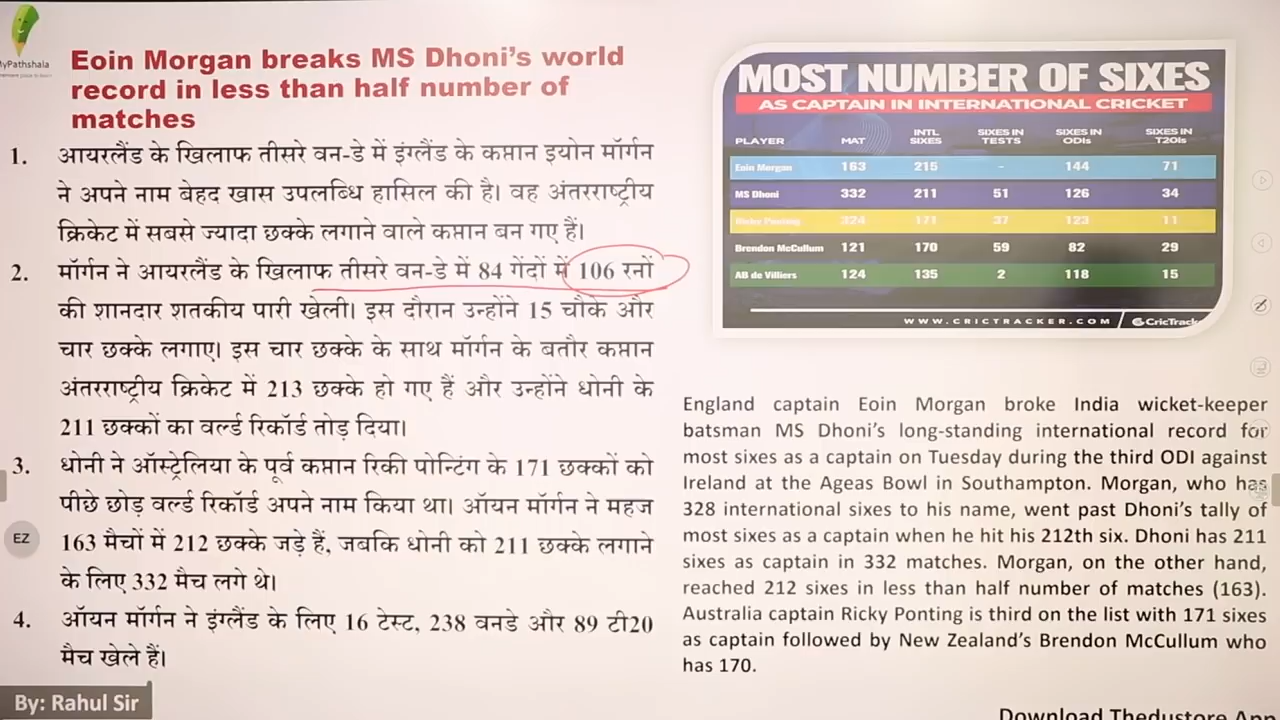 MyPathshala
Eoin Morgan breaks MS Dhoni's world
record in less than half number of
matches
1. आयरलैंड के खिलाफ तीसरे वन-डे में इंग्लैंड के कप्तान इयोन मॉर्गन
ने अपने नाम बेहद खास उपलब्धि हासिल की है। वह अंतरराष्ट्रीय
क्रिकेट में सबसे ज्यादा छक्के लगाने वाले कप्तान बन गए हैं।
2. मॉर्गन ने आयरलैंड के खिलाफ तीसरे वन-डे में 84 गेंदों में 106 रनों
की शानदार शतकीय पारी खेली। इस दौरान उन्होंने 15 चौके और
चार छक्के लगाए। इस चार छक्के के साथ मॉर्गन के बतौर कप्तान
अंतरराष्ट्रीय क्रिकेट में 213 छक्के हो गए हैं और उन्होंने धोनी के
211 छक्कों का वर्ल्ड रिकॉर्ड तोड़ दिया।
3. धोनी ने ऑस्ट्रेलिया के पूर्व कप्तान रिकी पोन्टिंग के 171 छक्कों को
पीछे छोड़ वर्ल्ड रिकॉर्ड अपने नाम किया था। ऑयन मॉर्गन ने महज
163 मैचों में 212 छक्के जड़े हैं, जबकि धोनी को 211 छक्के लगाने
के लिए 332 मैच लगे थे।
4. ऑयन मॉर्गन ने इंग्लैंड के लिए 16 टेस्ट, 238 वनडे और 89 टी20
मैच खेले हैं।
EZ
By: Rahul Sir
MOST NUMBER OF SIXES
AS CAPTAIN IN INTERNATIONAL CRICKET
PLAYER MAT INTL SIXES SIXES IN TESTS SIXES IN ODIs SIXES IN T20Is
Eoin Morgan 163 215 - 144 71
MS Dhoni 332 211 51 126 34
Ricky Ponting 324 171 37 123 11
Brendon McCullum 121 170 59 82 29
AB de Villiers 124 135 2 118 15
WWW.CRICTRACKER.COM CricTrack
England captain Eoin Morgan broke India wicket-keeper
batsman MS Dhoni's long-standing international record for
most sixes as a captain on Tuesday during the third ODI against
Ireland at the Ageas Bowl in Southampton. Morgan, who has
328 international sixes to his name, went past Dhoni's tally of
most sixes as a captain when he hit his 212th six. Dhoni has 211
sixes as captain in 332 matches. Morgan, on the other hand,
reached 212 sixes in less than half number of matches (163).
Australia captain Ricky Ponting is third on the list with 171 sixes
as captain followed by New Zealand's Brendon McCullum who
has 170.
Download Thedustore App